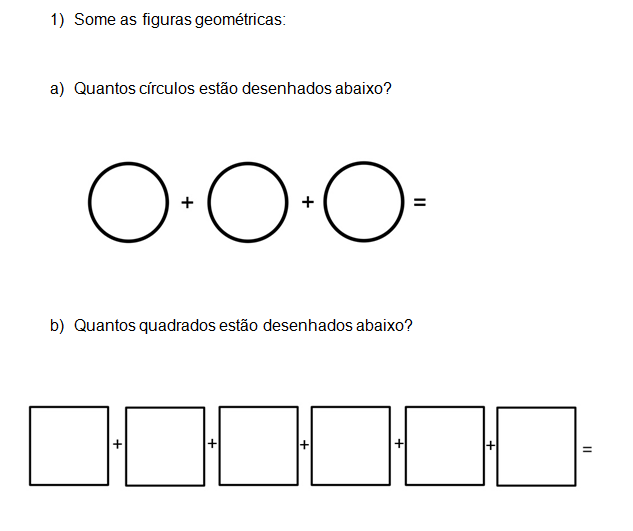 1) Some as figuras geométricas:
a) Quantos círculos estão desenhados abaixo?
+ + =
b) Quantos quadrados estão desenhados abaixo?
+ + + + + =